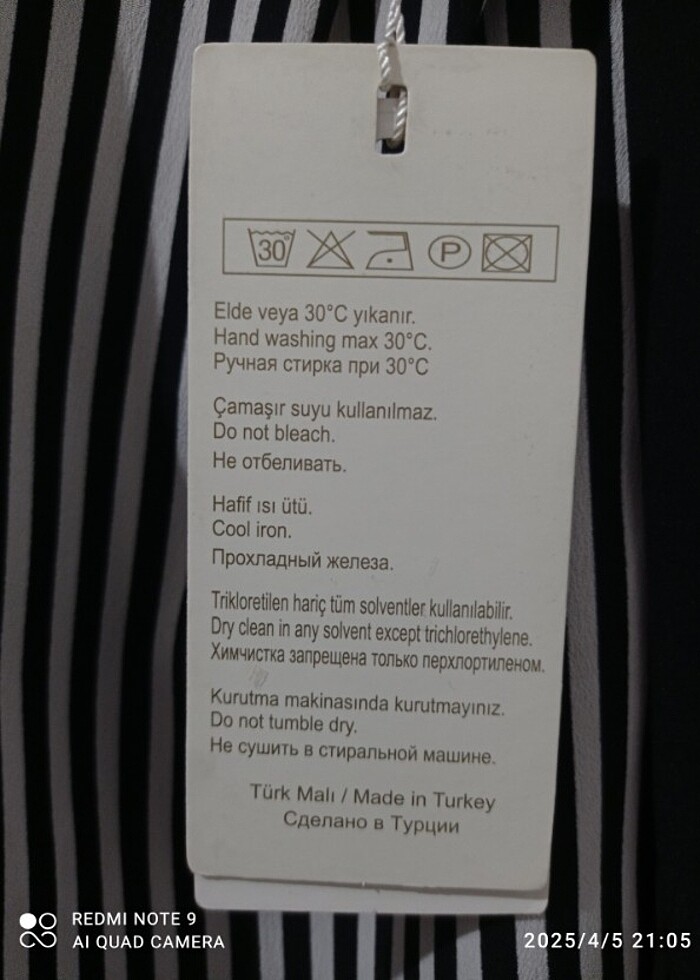 30°
P
Elde veya 30°C yıkanır.
Hand washing max 30°C.
Ручная стирка при 30°C
Çamaşır suyu kullanılmaz.
Do not bleach.
Не отбеливать.
Hafif ısı ütü.
Cool iron.
Прохладный железа.
Trikloretilen hariç tüm solventler kullanılabilir.
Dry clean in any solvent except trichlorethylene.
Химчистка запрещена только перхлортиленом.
Kurutma makinasında kurutmayınız.
Do not tumble dry.
Не сушить в стиральной машине.
Türk Malı / Made in Turkey
Сделано в Турции
REDMI NOTE 9
AI QUAD CAMERA
2025/4/5 21:05